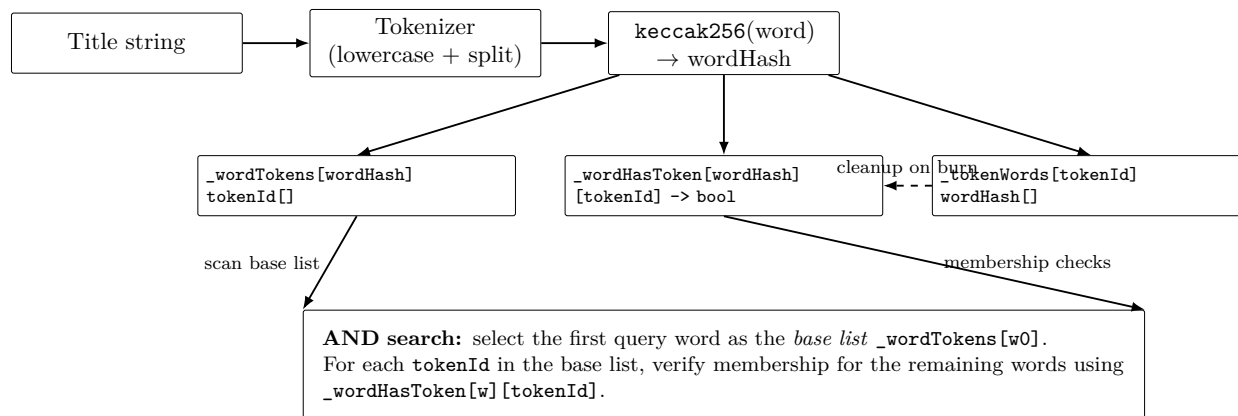 Title string
Tokenizer
(lowercase + split)
keccak256(word)
→ wordHash
_wordTokens[wordHash]
tokenId[]
_wordHasToken[wordHash]
[tokenId] -> bool
cleanup on burn
_tokenWords[tokenId]
wordHash[]
scan base list
membership checks
AND search: select the first query word as the base list _wordTokens[w0].
For each tokenId in the base list, verify membership for the remaining words using
_wordHasToken[w][tokenId].